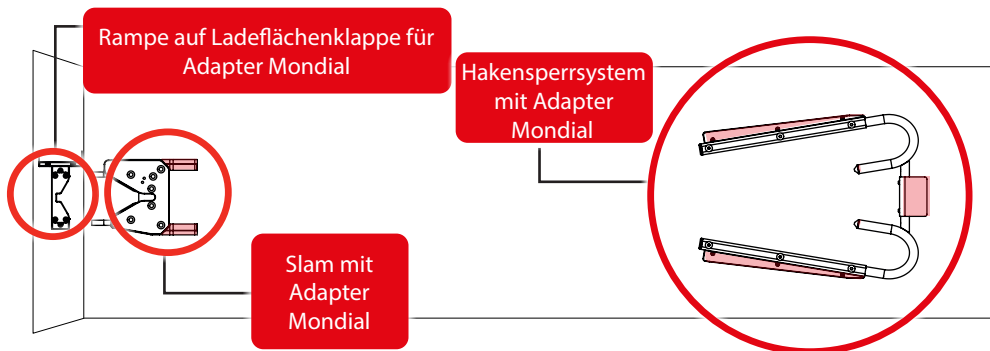 Rampe auf Ladeflächenklappe für
Adapter Mondial
Hakensperrsystem
mit Adapter
Mondial
Slam mit
Adapter
Mondial